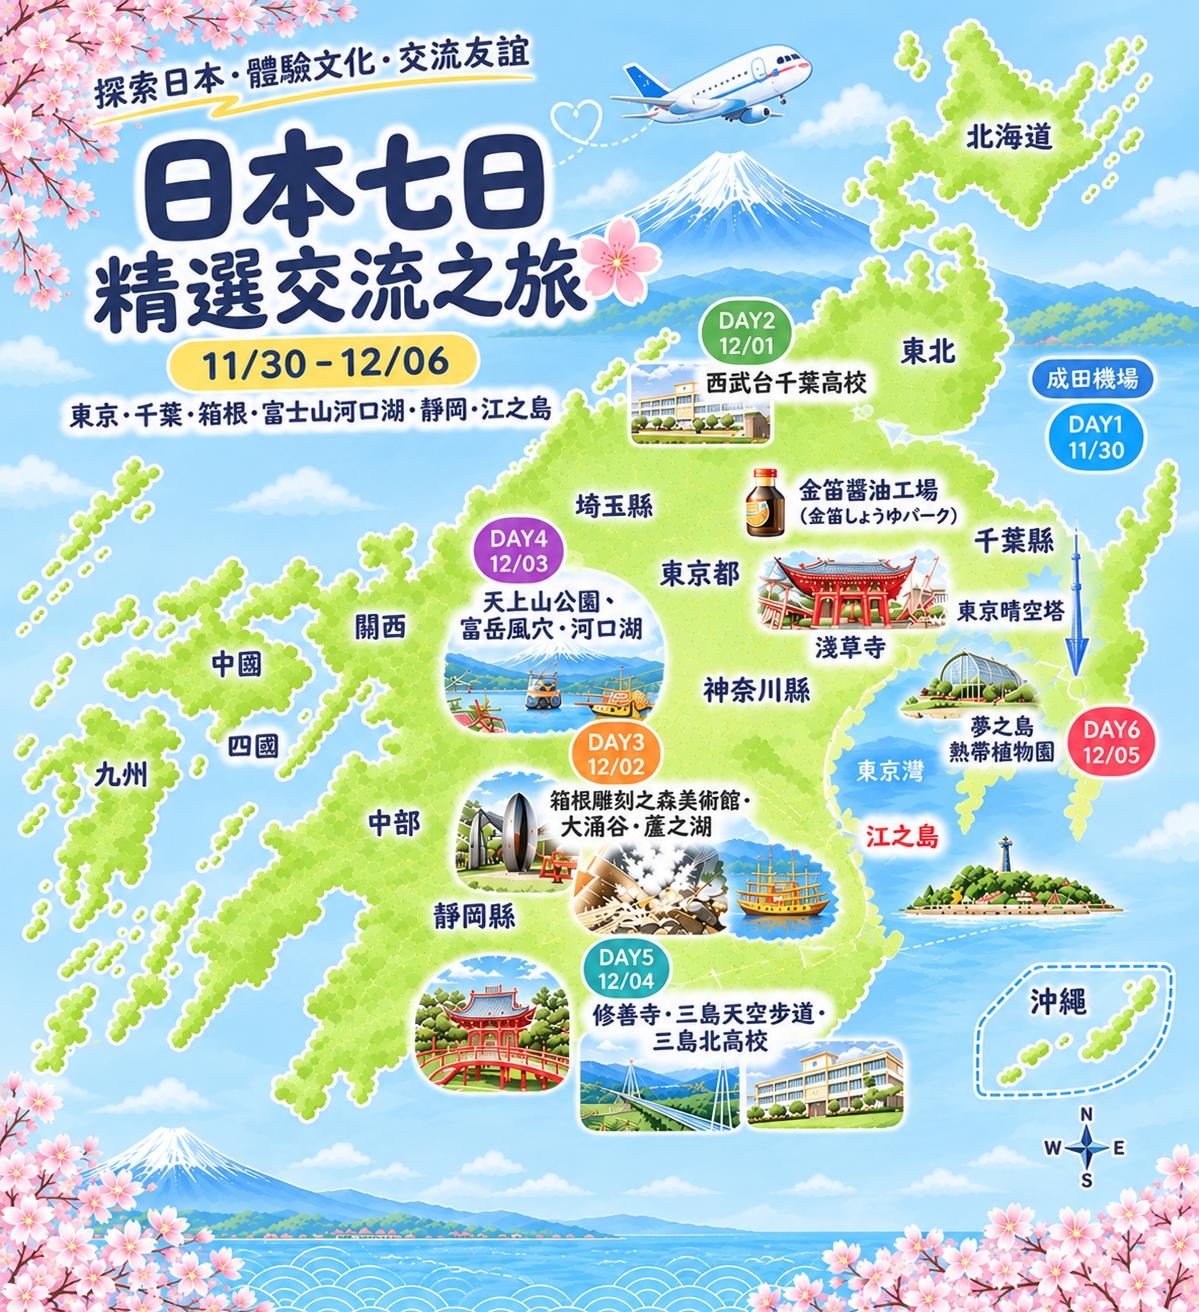 探索日本·體驗文化·交流友誼
日本七日
精選交流之旅
11/30 - 12/06
東京·千葉·箱根·富士山河口湖·靜岡·江之島
北海道
東北
DAY2
12/01
西武台千葉高校
成田機場
DAY1
11/30
埼玉縣
金笛醬油工場
(金笛しょうゆパーク)
千葉縣
DAY4
12/03
天上山公園、
富岳風穴·河口湖
東京都
淺草寺
東京晴空塔
關西
中國
四國
九州
神奈川縣
夢之島
熱帶植物園
DAY6
12/05
東京灣
DAY3
12/02
箱根雕刻之森美術館·
大涌谷·蘆之湖
中部
江之島
靜岡縣
DAY5
12/04
修善寺·三島天空步道·
三島北高校
沖繩
N
W E
S